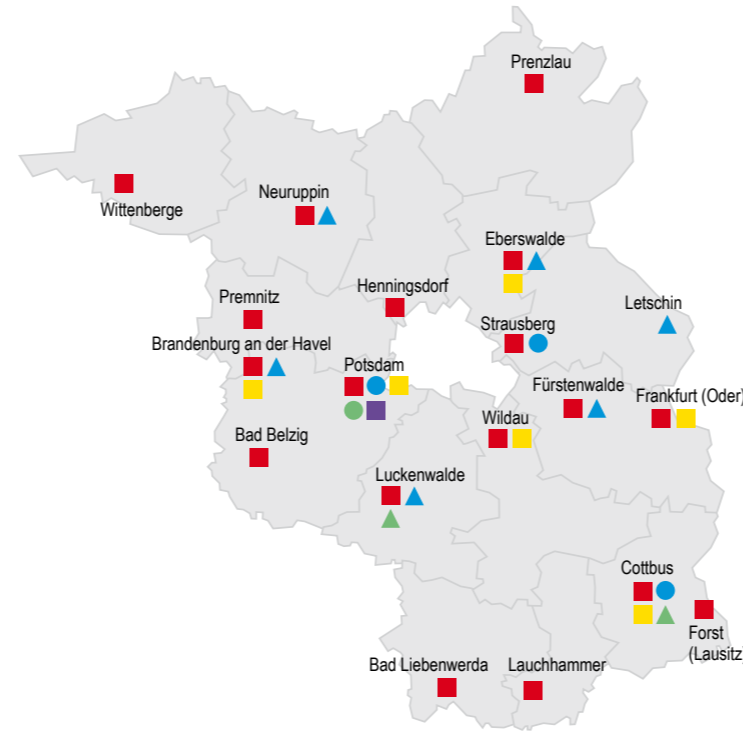 Prenzlau
Wittenberge
Neuruppin
Eberswalde
Henningsdorf
Premnitz
Letschin
Strausberg
Brandenburg an der Havel
Potsdam
Fürstenwalde
Frankfurt (Oder)
Wildau
Bad Belzig
Luckenwalde
Cottbus
Forst
(Lausitz)
Bad Liebenwerda
Lauchhammer